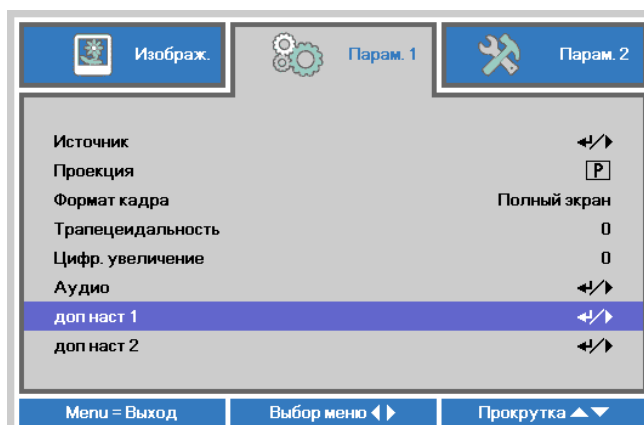 Изображ. Парам. 1 Парам. 2
Источник
Проекция P
Формат кадра Полный экран
Трапецеидальность 0
Цифр. увеличение 0
Аудио
доп наст 1
доп наст 2
Menu = Выход Выбор меню Прокрутка